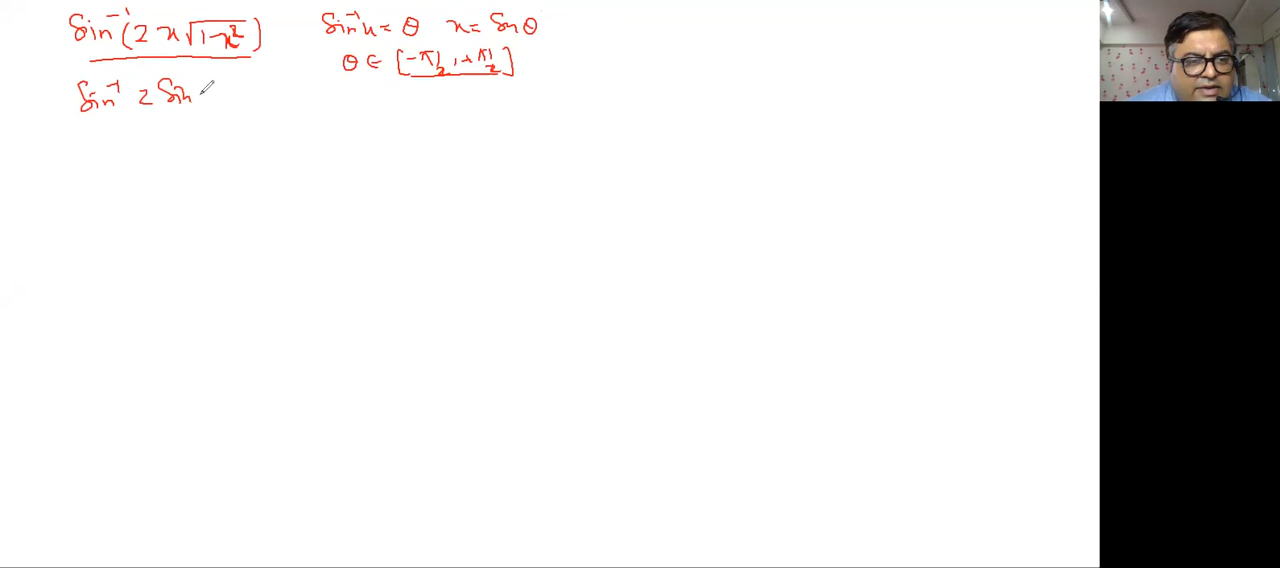 Sin⁻¹(2x√1-x²)
Sin⁻¹x = θ x = Sinθ
θ ∈ [-π/2, +π/2]
Sin⁻¹ 2 Sin